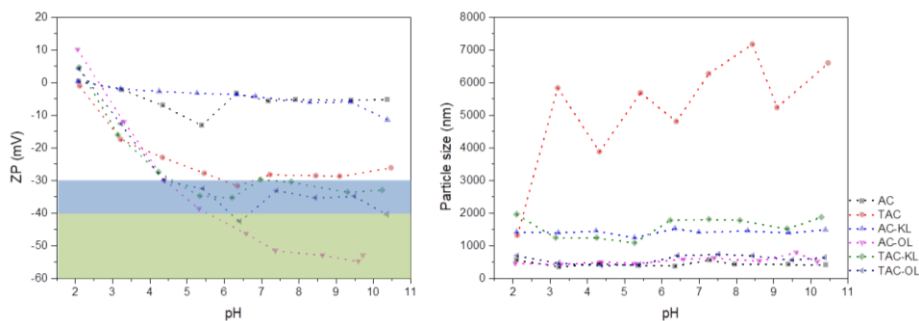 20
10
0
-10
-20
-30
-40
-50
-60
ZP (mV)
2 3 4 5 6 7 8 9 10 11
pH
8000
7000
6000
5000
4000
3000
2000
1000
0
Particle size (nm)
2 3 4 5 6 7 8 9 10 11
pH
AC
TAC
AC-KL
AC-OL
TAC-KL
TAC-OL